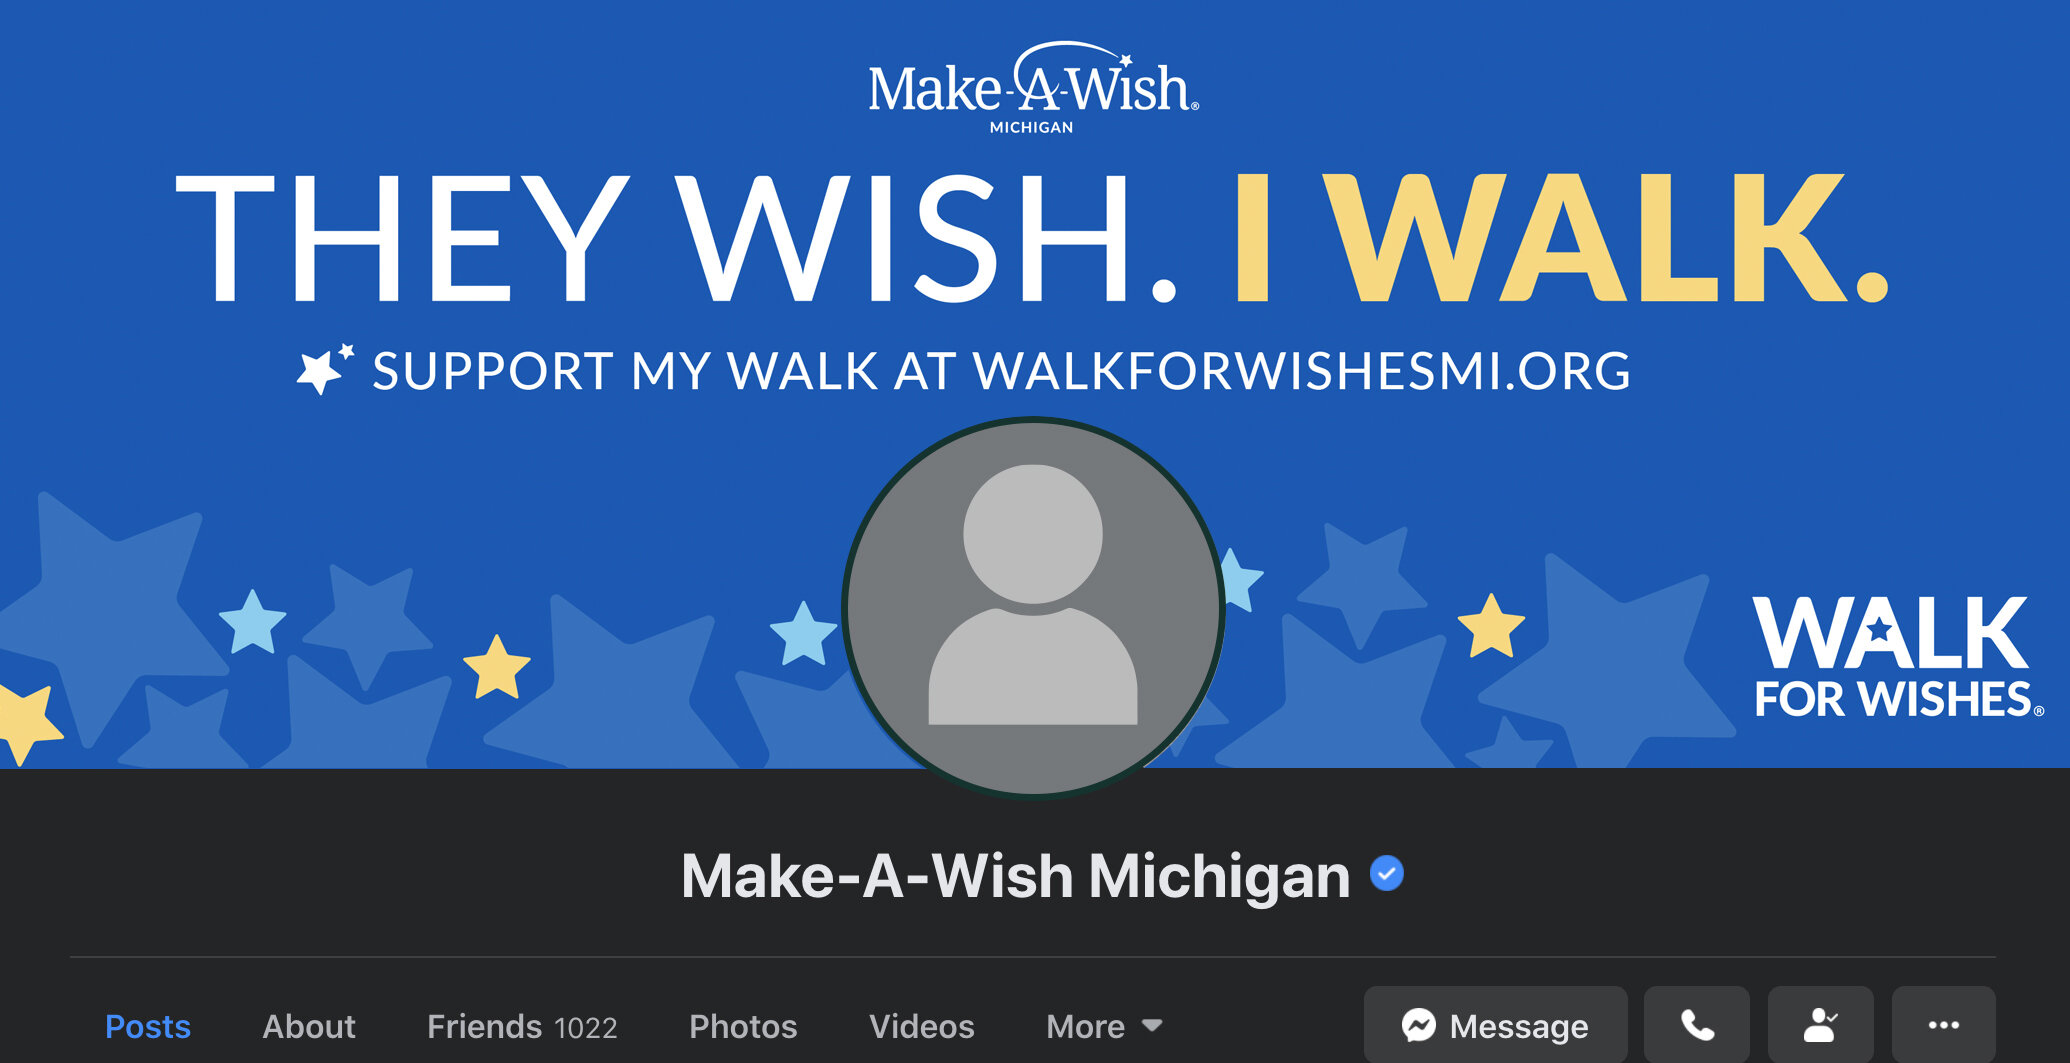 Make-A-Wish®
MICHIGAN
THEY WISH. I WALK.
SUPPORT MY WALK AT WALKFORWISHESMI.ORG
WALK
FOR WISHES®
Make-A-Wish Michigan
Posts About Friends 1022 Photos Videos More Message